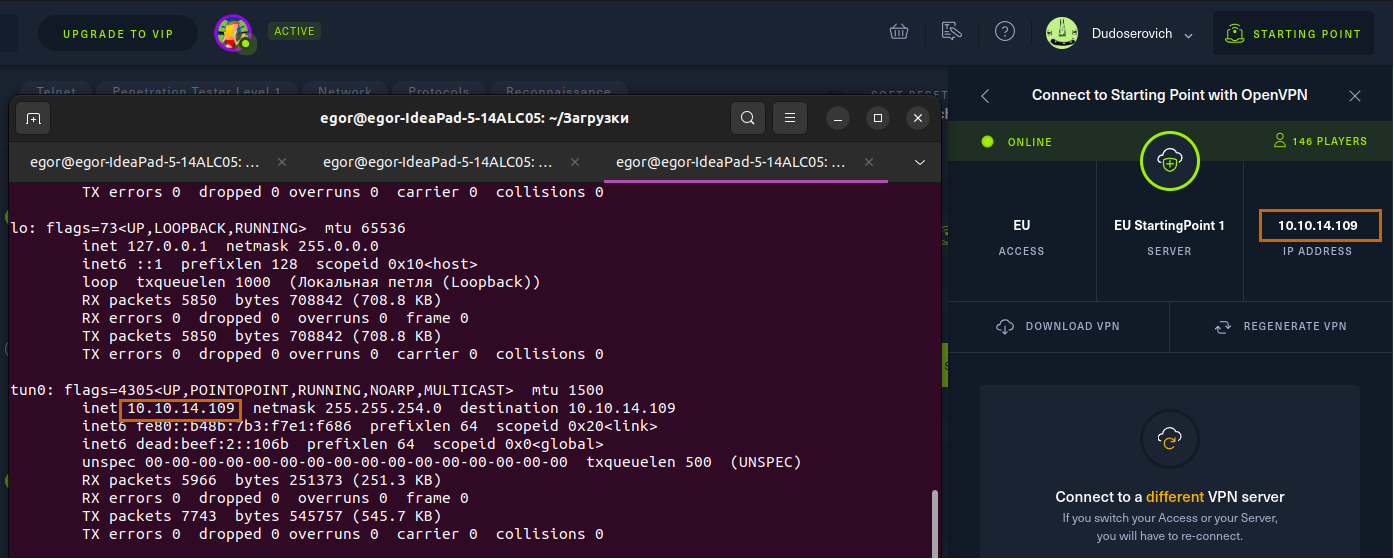 UPGRADE TO VIP
ACTIVE
Dudoserovich
STARTING POINT
Telnet Penetration Tester Level 1 Network Protocols Reconnaissance
SOFT RESET
egor@egor-IdeaPad-5-14ALC05: ~/Загрузки
egor@egor-IdeaPad-5-14ALC05: ...
egor@egor-IdeaPad-5-14ALC05: ...
egor@egor-IdeaPad-5-14ALC05: ...
TX errors 0 dropped 0 overruns 0 carrier 0 collisions 0
lo: flags=73<UP,LOOPBACK,RUNNING> mtu 65536
inet 127.0.0.1 netmask 255.0.0.0
inet6 ::1 prefixlen 128 scopeid 0x10<host>
loop txqueuelen 1000 (Локальная петля (Loopback))
RX packets 5850 bytes 708842 (708.8 KB)
RX errors 0 dropped 0 overruns 0 frame 0
TX packets 5850 bytes 708842 (708.8 KB)
TX errors 0 dropped 0 overruns 0 carrier 0 collisions 0
tun0: flags=4305<UP,POINTOPOINT,RUNNING,NOARP,MULTICAST> mtu 1500
inet 10.10.14.109 netmask 255.255.254.0 destination 10.10.14.109
inet6 fe80::b48b:7b3:f7e1:f686 prefixlen 64 scopeid 0x20<link>
inet6 dead:beef:2::106b prefixlen 64 scopeid 0x0<global>
unspec 00-00-00-00-00-00-00-00-00-00-00-00-00-00-00-00 txqueuelen 500 (UNSPEC)
RX packets 5966 bytes 251373 (251.3 KB)
RX errors 0 dropped 0 overruns 0 frame 0
TX packets 7743 bytes 545757 (545.7 KB)
TX errors 0 dropped 0 overruns 0 carrier 0 collisions 0
Connect to Starting Point with OpenVPN
ONLINE
146 PLAYERS
EU
ACCESS
EU StartingPoint 1
SERVER
10.10.14.109
IP ADDRESS
DOWNLOAD VPN
REGENERATE VPN
Connect to a different VPN server
If you switch your Access or your Server,
you will have to re-connect.